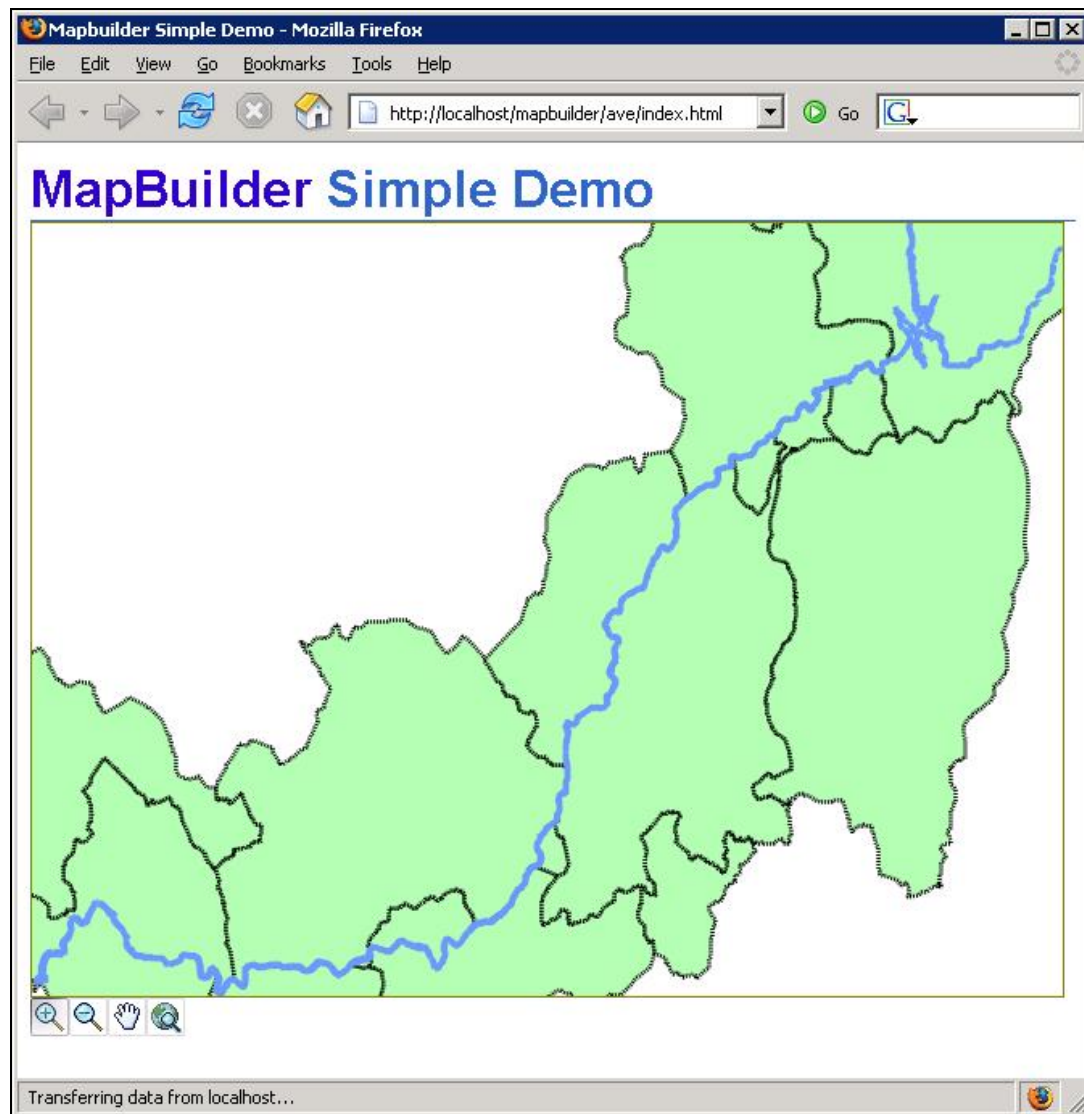 Mapbuilder Simple Demo - Mozilla Firefox
File Edit View Go Bookmarks Tools Help
http://localhost/mapbuilder/ave/index.html Go G
MapBuilder Simple Demo
Transferring data from localhost...